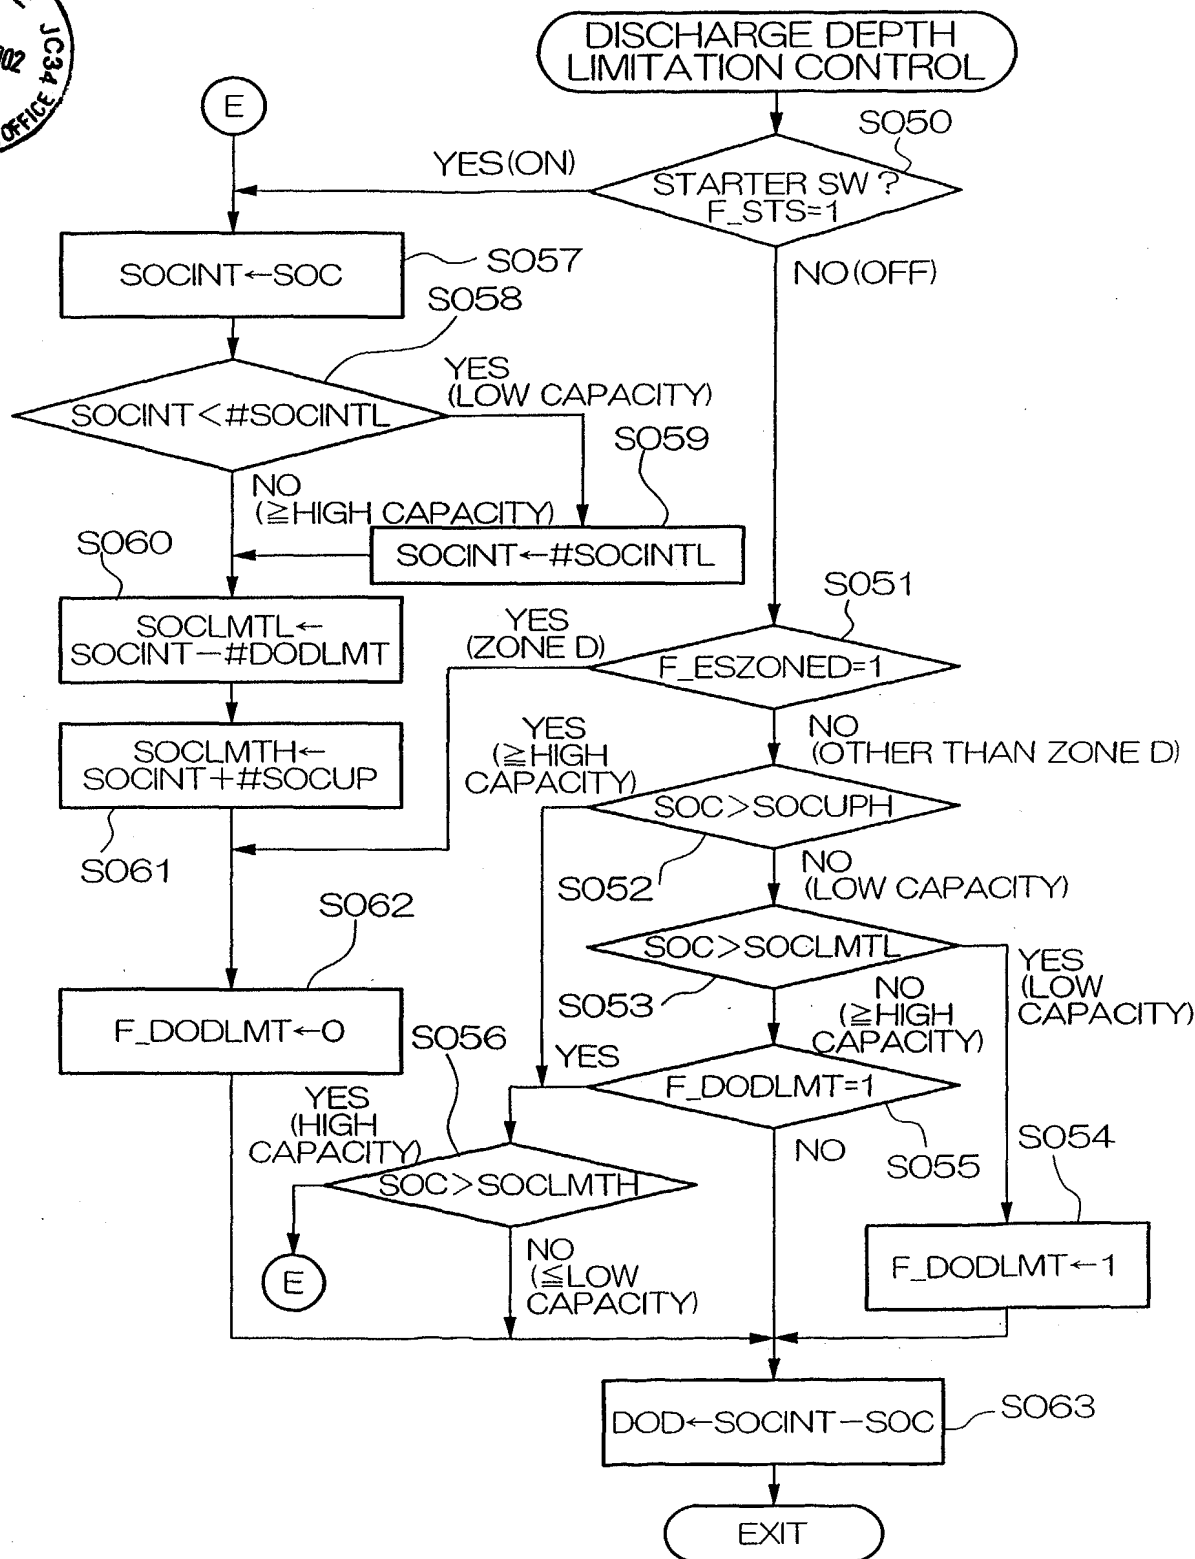 JC34
OFFICE
DISCHARGE DEPTH
LIMITATION CONTROL
E
S050
YES(ON)
STARTER SW?
F_STS=1
S057
SOCINT←SOC
NO(OFF)
S058
YES
(LOW CAPACITY)
SOCINT<#SOCINTL
S059
NO
(≧HIGH CAPACITY)
SOCINT←#SOCINTL
S060
S051
SOCLMTL←
SOCINT−#DODLMT
YES
(ZONE D)
F_ESZONED=1
SOCLMTH←
SOCINT+#SOCUP
YES
(≧HIGH
CAPACITY)
NO
(OTHER THAN ZONE D)
SOC>SOCUPH
S061
S052
NO
(LOW CAPACITY)
S062
SOC>SOCLMTL
YES
(LOW
CAPACITY)
S053
NO
(≧HIGH
CAPACITY)
F_DODLMT←0
S056
YES
F_DODLMT=1
YES
(HIGH
CAPACITY)
NO
S055
S054
SOC>SOCLMTH
E
NO
(≦LOW
CAPACITY)
F_DODLMT←1
DOD←SOCINT−SOC
S063
EXIT